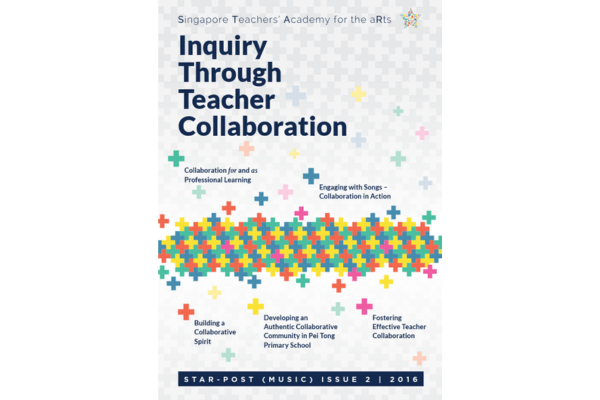 Singapore Teachers' Academy for the aRts
Inquiry
Through
Teacher
Collaboration
Collaboration for and as
Professional Learning
Engaging with Songs –
Collaboration in Action
Building a
Collaborative
Spirit
Developing an
Authentic Collaborative
Community in Pei Tong
Primary School
Fostering
Effective Teacher
Collaboration
STAR-POST (MUSIC) ISSUE 2 | 2016